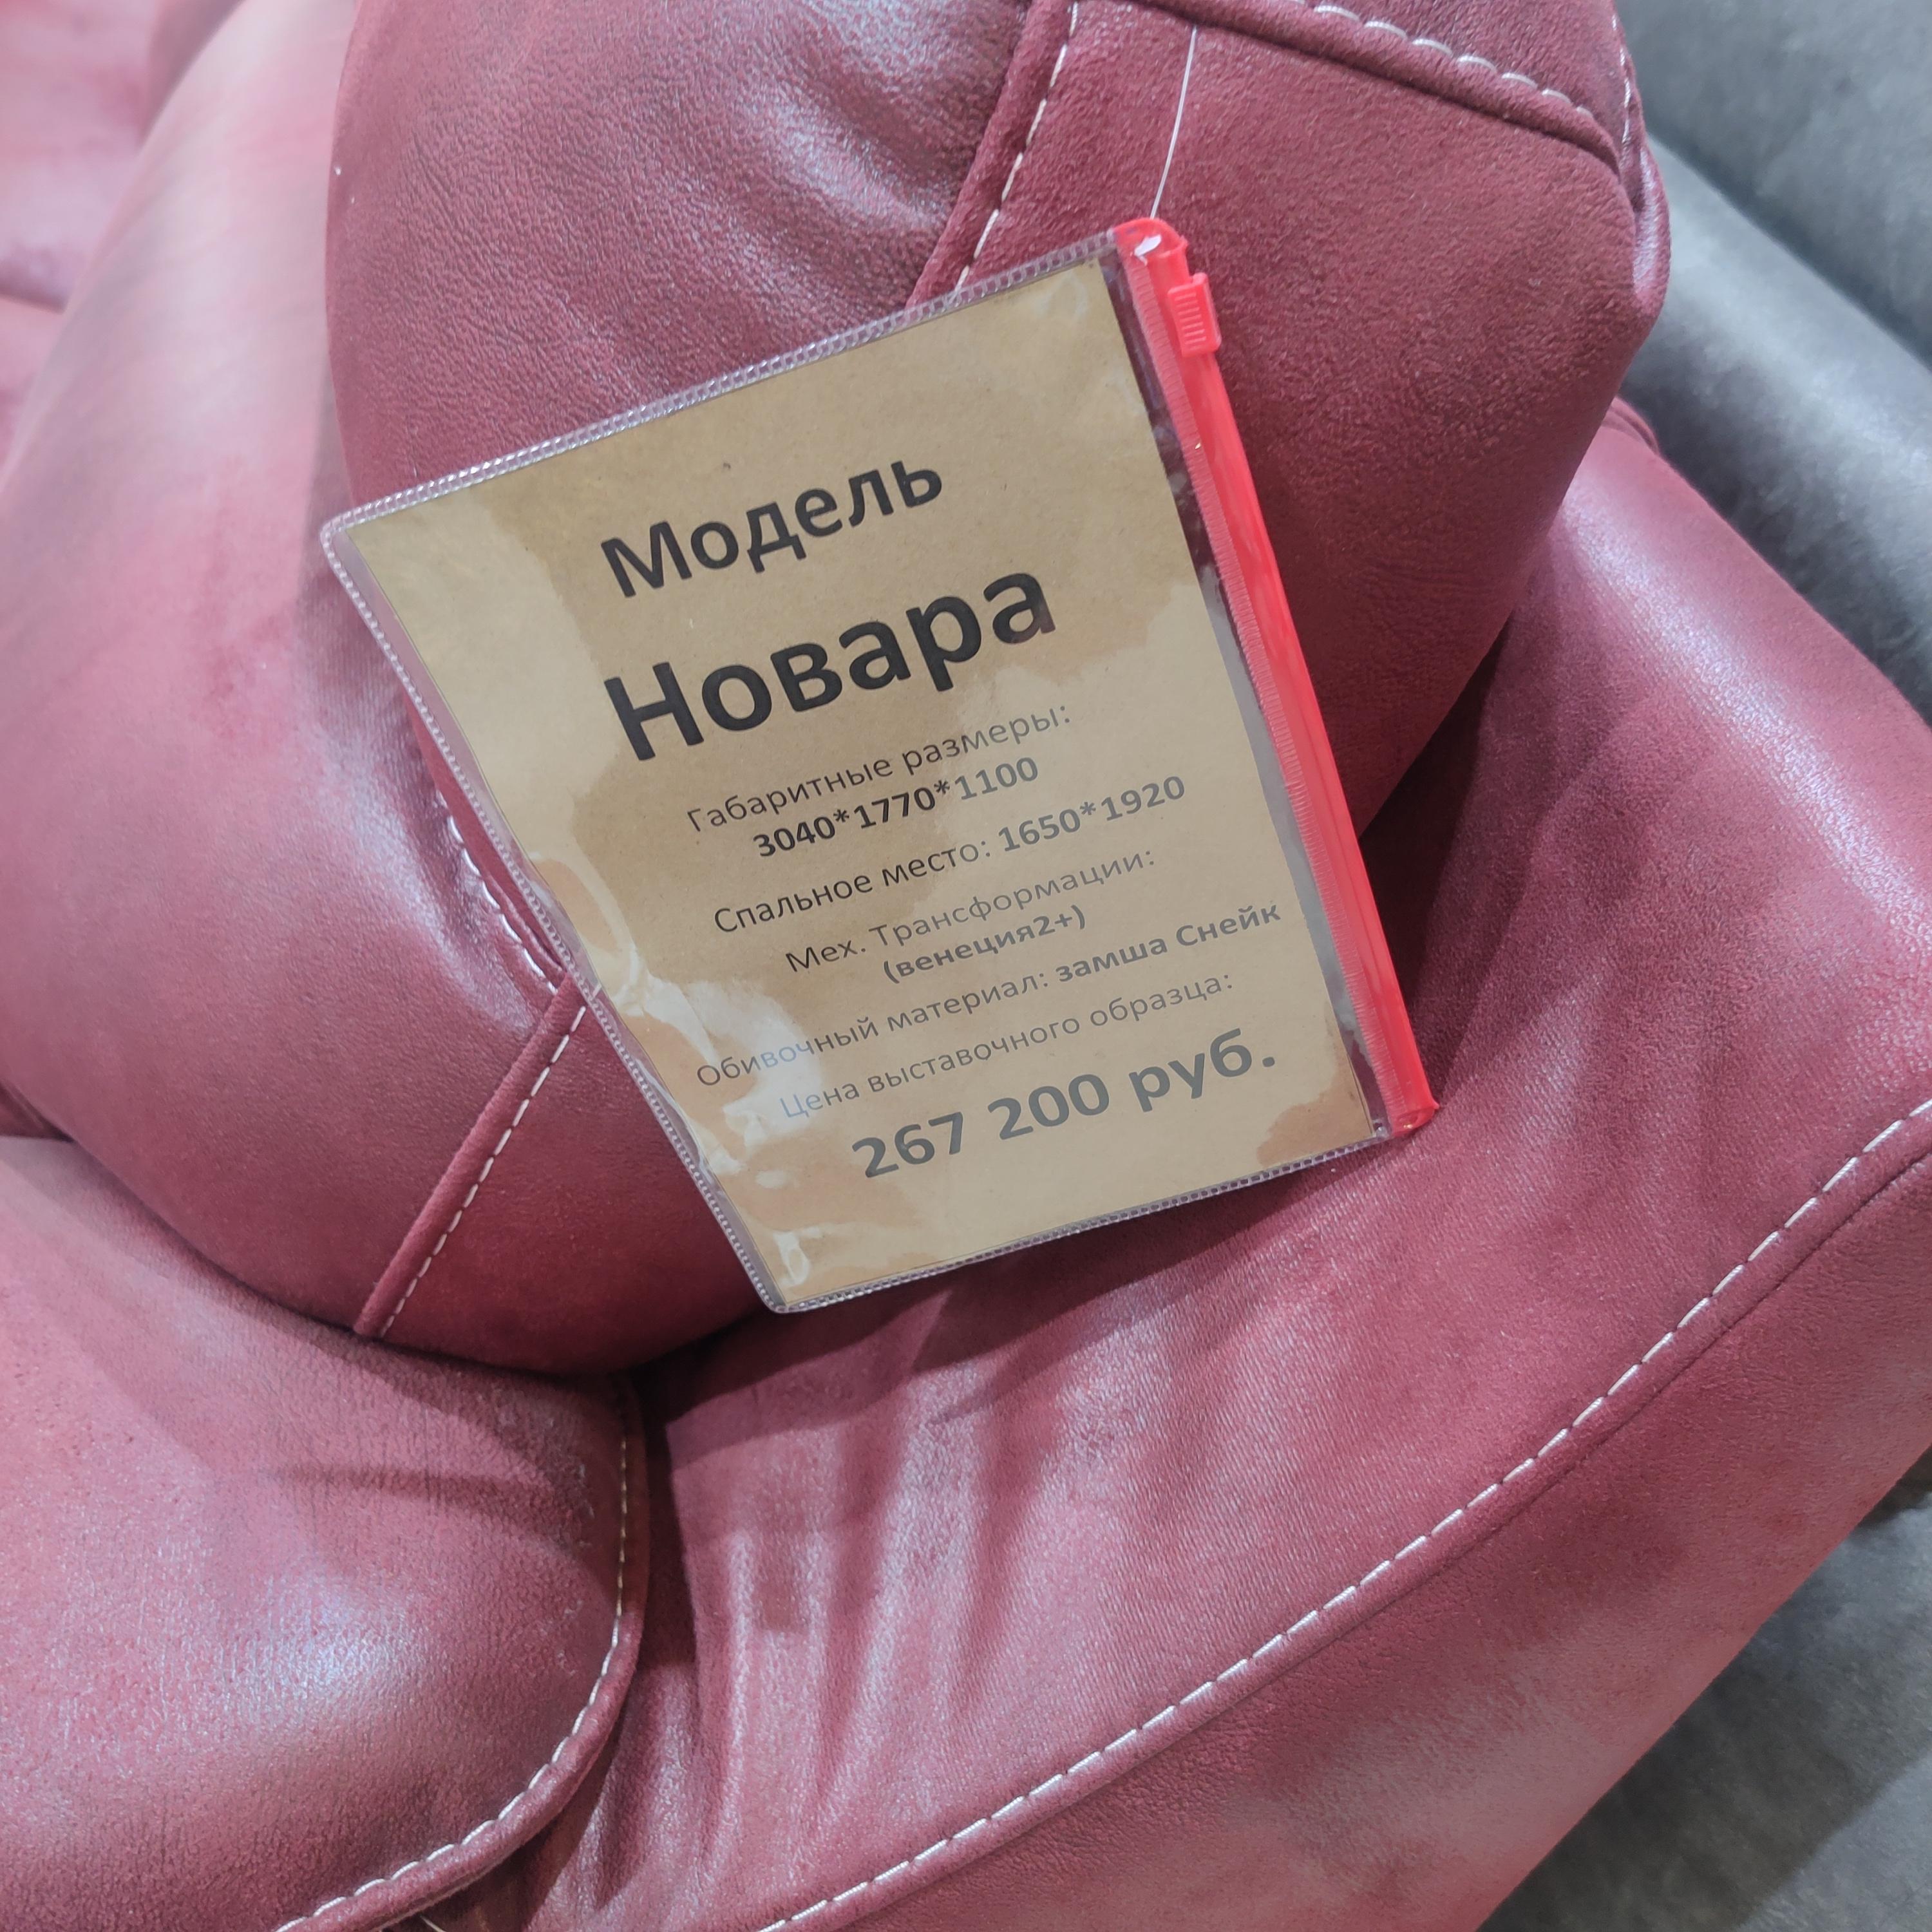 Модель
Новара
Габаритные размеры:
3040*1770*1100
Спальное место: 1650*1920
Мех. Трансформации:
(венеция2+)
Обивочный материал: замша Снейк
Цена выставочного образца:
267 200 руб.